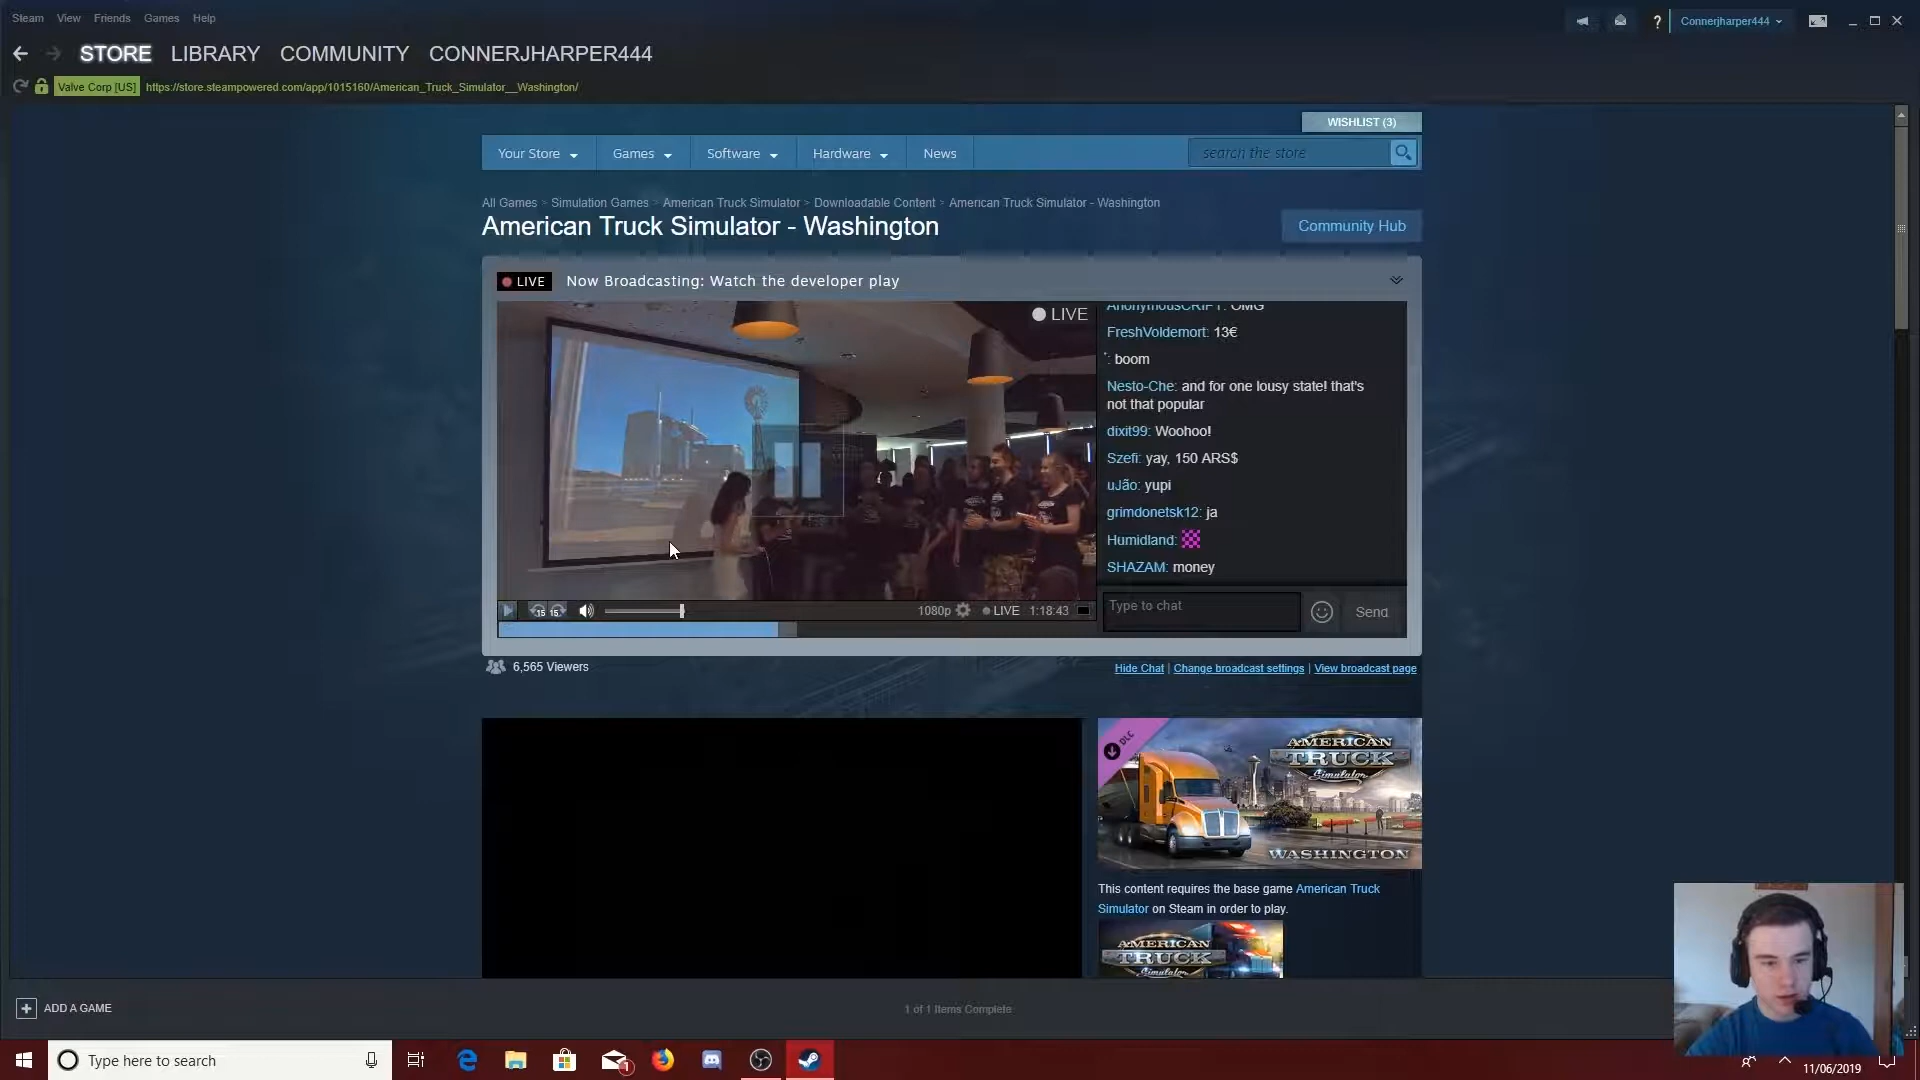 Steam View Friends Games Help
? Connerjharper444
STORE LIBRARY COMMUNITY CONNERJHARPER444
Valve Corp [US] https://store.steampowered.com/app/1015160/American_Truck_Simulator__Washington/
WISHLIST (3)
Your Store Games Software Hardware News search the store
All Games > Simulation Games > American Truck Simulator > Downloadable Content > American Truck Simulator - Washington
American Truck Simulator - Washington
Community Hub
LIVE Now Broadcasting: Watch the developer play
LIVE
AnonymousCRIPT: OMG
FreshVoldemort: 13€
: boom
Nesto-Che: and for one lousy state! that's
not that popular
dixit99: Woohoo!
Szefi: yay, 150 ARS$
uJão: yupi
grimdonetsk12: ja
Humidland:
SHAZAM: money
15 15 1080p LIVE 1:18:43
Type to chat Send
6,565 Viewers
Hide Chat | Change broadcast settings | View broadcast page
DLC
AMERICAN
TRUCK
Simulator
WASHINGTON
This content requires the base game American Truck
Simulator on Steam in order to play.
AMERICAN
TRUCK
Simulator
+ ADD A GAME
1 of 1 Items Complete
Type here to search
1
11/06/2019